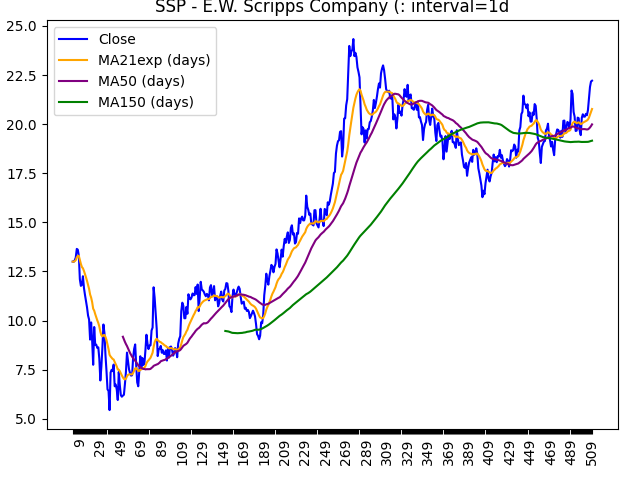 SSP - E.W. Scripps Company (: interval=1d
Close
MA21exp (days)
MA50 (days)
MA150 (days)
25.0
22.5
20.0
17.5
15.0
12.5
10.0
7.5
5.0
9 29 49 69 89 109 129 149 169 189 209 229 249 269 289 309 329 349 369 389 409 429 449 469 489 509